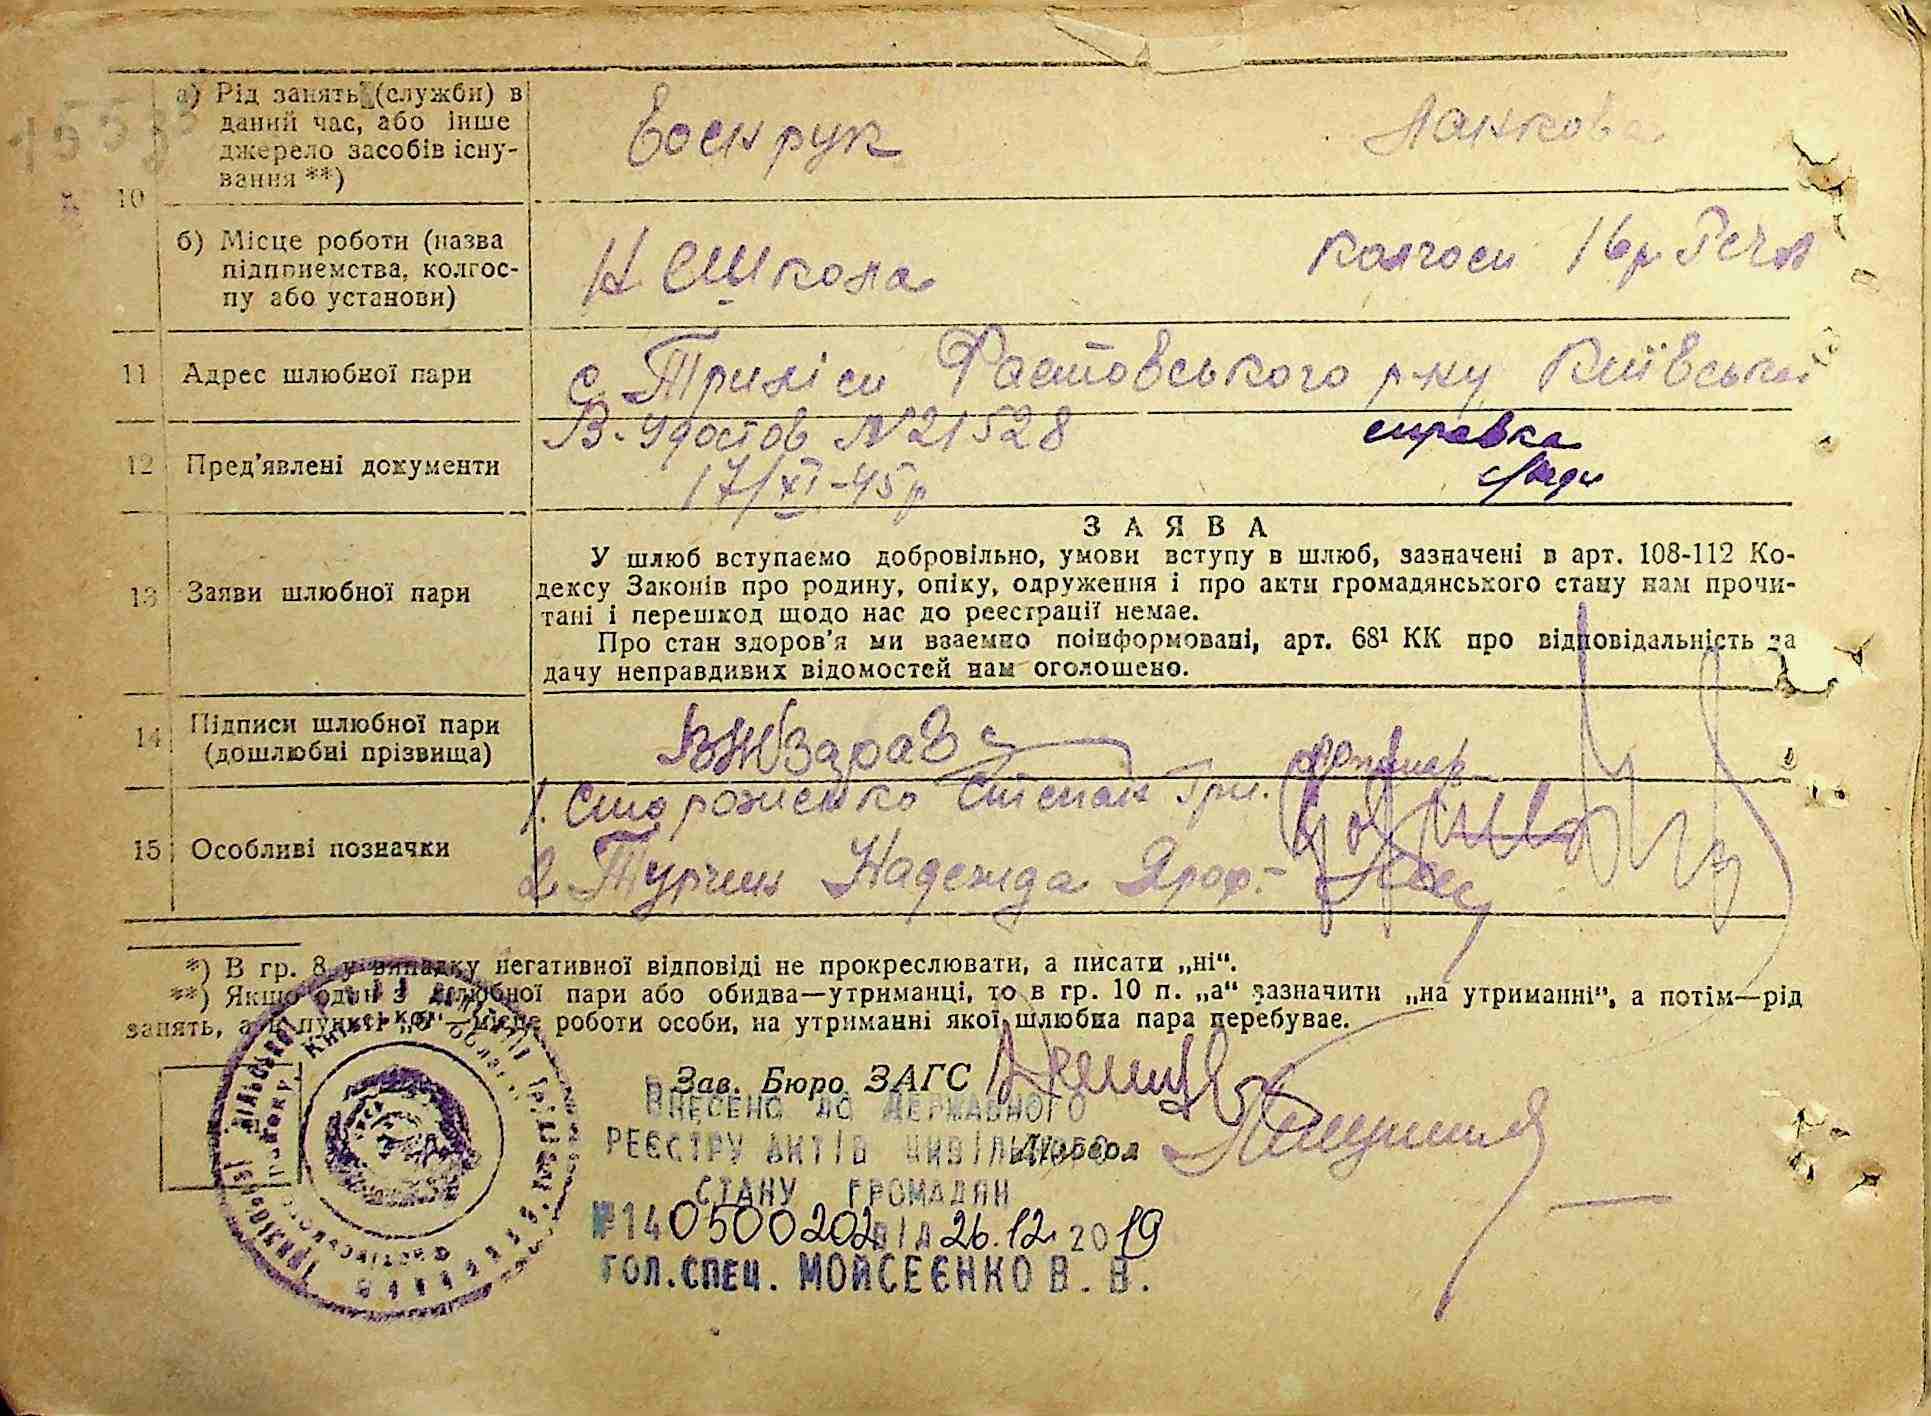 а) Рід занять (служби) в
даний час, або інше
джерело засобів існу-
вання **)
10
Воєнрук
Ланкова
б) Місце роботи (назва
підприємства, колгос-
пу або установи)
Н. С Школа
11 Адрес шлюбної пари
с. Триліси Фастовського р-ну Київської
12 Пред'явлені документи
В. Удостов №21528
17/XI-45р
справка
с/ради
13 Заяви шлюбної пари
ЗАЯВА
У шлюб вступаємо добровільно, умови вступу в шлюб, зазначені в арт. 108-112 Ко-
дексу Законів про родину, опіку, одруження і про акти громадянського стану нам прочи-
тані і перешкод щодо нас до реєстрації немає.
Про стан здоров'я ми взаємно поінформовані, арт. 68¹ КК про відповідальність за
дачу неправдивих відомостей нам оголошено.
14 Підписи шлюбної пари
(дошлюбні прізвища)
15 Особливі позначки
1. Стороженко Степан Гри.
2. Турчин Надежда Яроф.-
*) В гр. 8 у випадку негативної відповіді не прокреслювати, а писати „ні“.
**) Якщо один з шлюбної пари або обидва—утриманці, то в гр. 10 п. „а“ зазначити „на утриманні“, а потім—рід
занять, а в пункті „б“—місце роботи особи, на утриманні якої шлюбна пара перебуває.
Зав. Бюро ЗАГС
ВНЕСЕНО ДО ДЕРЖАВНОГО
РЕЄСТРУ АКТІВ ЦИВІЛЬНОГО
СТАНУ ГРОМАДЯН
№140500202 від 26.12.2019
ГОЛ.СПЕЦ. МОЙСЕЄНКО В. В.